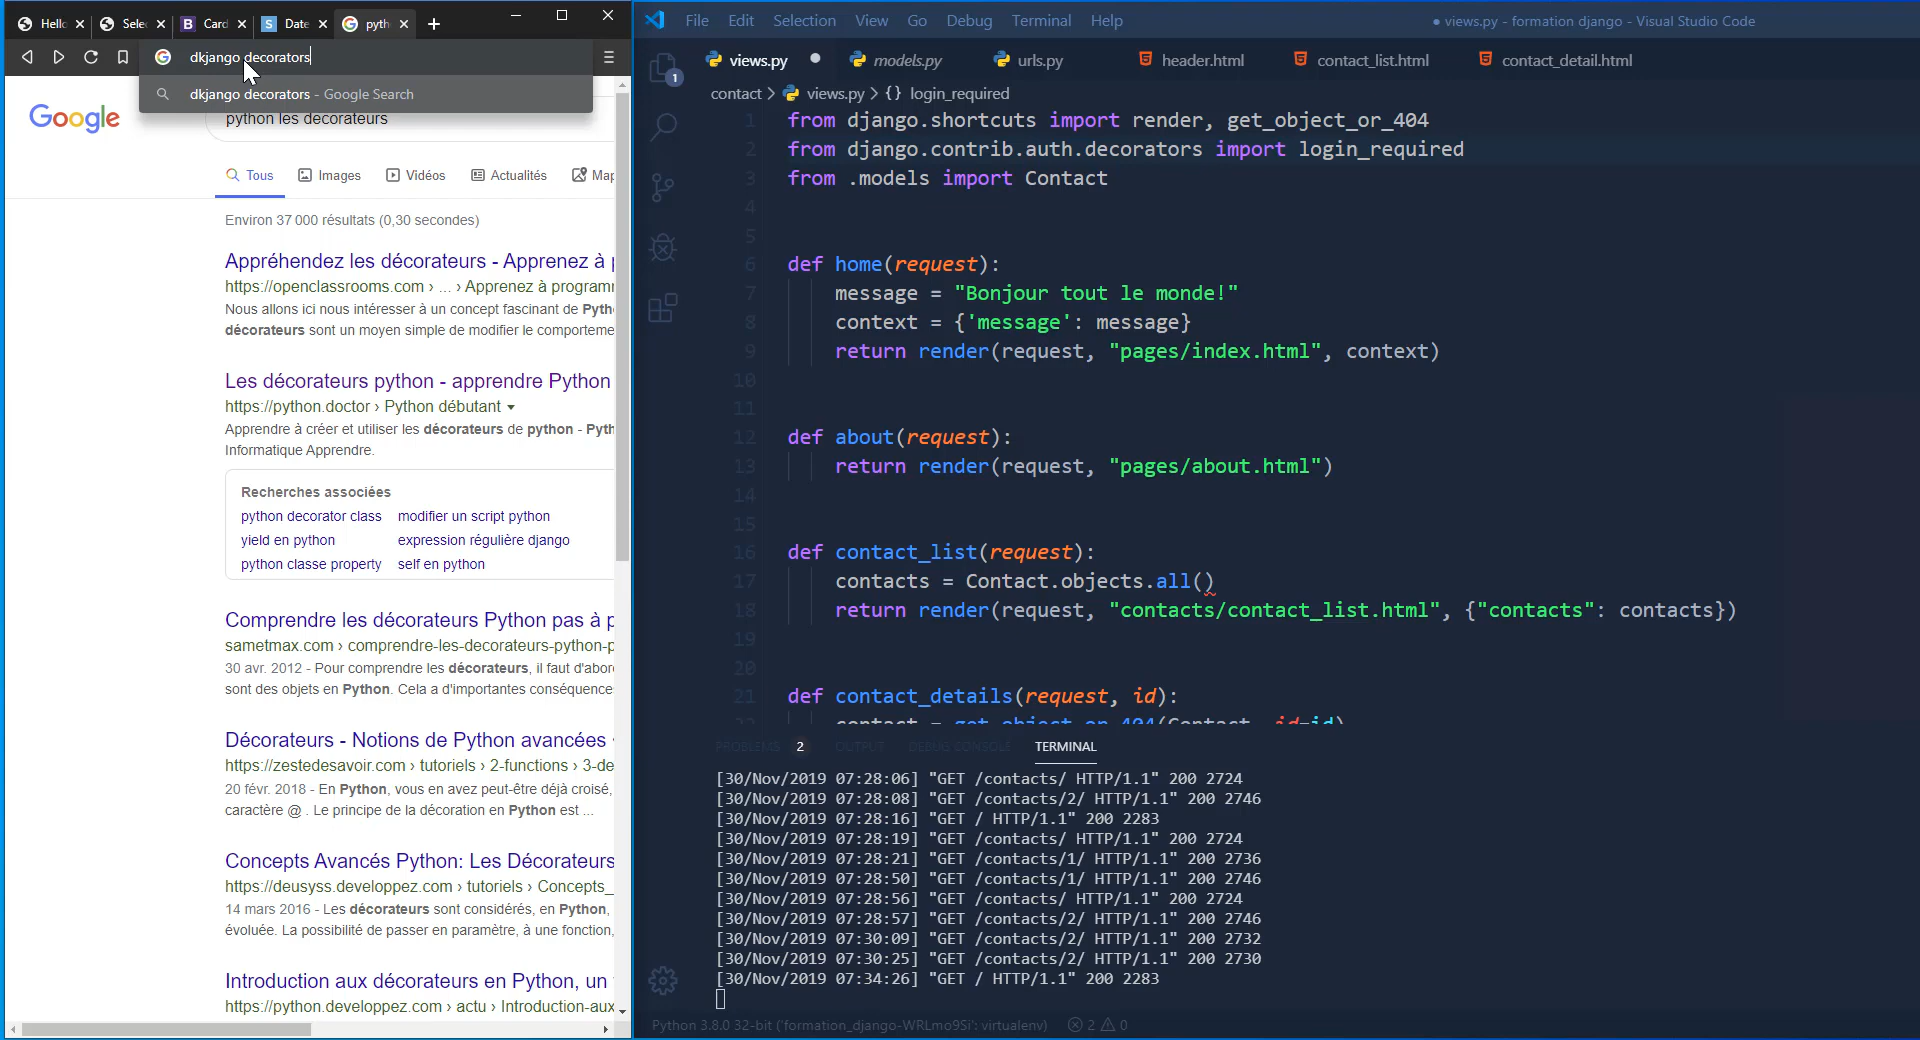 Hello
Selec
Card
Date
pyth
dkjango decorators
dkjango decorators - Google Search
Google
python les decorateurs
Tous
Images
Vidéos
Actualités
Map
Environ 37 000 résultats (0,30 secondes)
Appréhendez les décorateurs - Apprenez à p
https://openclassrooms.com › ... › Apprenez à programm
Nous allons ici nous intéresser à un concept fascinant de Pyth
décorateurs sont un moyen simple de modifier le comporteme
Les décorateurs python - apprendre Python
https://python.doctor › Python débutant
Apprendre à créer et utiliser les décorateurs de python - Pyth
Informatique Apprendre.
Recherches associées
python decorator class
modifier un script python
yield en python
expression régulière django
python classe property
self en python
Comprendre les décorateurs Python pas à p
sametmax.com › comprendre-les-decorateurs-python-p
30 avr. 2012 - Pour comprendre les décorateurs, il faut d'abor
sont des objets en Python. Cela a d'importantes conséquence
Décorateurs - Notions de Python avancées
https://zestedesavoir.com › tutoriels › 2-functions › 3-de
20 févr. 2018 - En Python, vous en avez peut-être déjà croisé,
caractère @ . Le principe de la décoration en Python est ...
Concepts Avancés Python: Les Décorateurs
https://deusyss.developpez.com › tutoriels › Concepts_
14 mars 2016 - Les décorateurs sont considérés, en Python,
évoluée. La possibilité de passer en paramètre, à une fonction,
Introduction aux décorateurs en Python, un
https://python.developpez.com › actu › Introduction-aux
File Edit Selection View Go Debug Terminal Help
● views.py - formation django - Visual Studio Code
1
views.py
models.py
urls.py
header.html
contact_list.html
contact_detail.html
contact > views.py > {} login_required
1 from django.shortcuts import render, get_object_or_404
2 from django.contrib.auth.decorators import login_required
3 from .models import Contact
4
5
6 def home(request):
7 message = "Bonjour tout le monde!"
8 context = {'message': message}
9 return render(request, "pages/index.html", context)
10
11
12 def about(request):
13 return render(request, "pages/about.html")
14
15
16 def contact_list(request):
17 contacts = Contact.objects.all()
18 return render(request, "contacts/contact_list.html", {"contacts": contacts})
19
20
21 def contact_details(request, id):
22 contact = get_object_or_404(Contact, id=id)
PROBLEMS 2
OUTPUT
DEBUG CONSOLE
TERMINAL
[30/Nov/2019 07:28:06] "GET /contacts/ HTTP/1.1" 200 2724
[30/Nov/2019 07:28:08] "GET /contacts/2/ HTTP/1.1" 200 2746
[30/Nov/2019 07:28:16] "GET / HTTP/1.1" 200 2283
[30/Nov/2019 07:28:19] "GET /contacts/ HTTP/1.1" 200 2724
[30/Nov/2019 07:28:21] "GET /contacts/1/ HTTP/1.1" 200 2736
[30/Nov/2019 07:28:50] "GET /contacts/1/ HTTP/1.1" 200 2746
[30/Nov/2019 07:28:56] "GET /contacts/ HTTP/1.1" 200 2724
[30/Nov/2019 07:28:57] "GET /contacts/2/ HTTP/1.1" 200 2746
[30/Nov/2019 07:30:09] "GET /contacts/2/ HTTP/1.1" 200 2732
[30/Nov/2019 07:30:25] "GET /contacts/2/ HTTP/1.1" 200 2730
[30/Nov/2019 07:34:26] "GET / HTTP/1.1" 200 2283
Python 3.8.0 32-bit ('formation_django-WRLmo9Si': virtualenv)
2
0